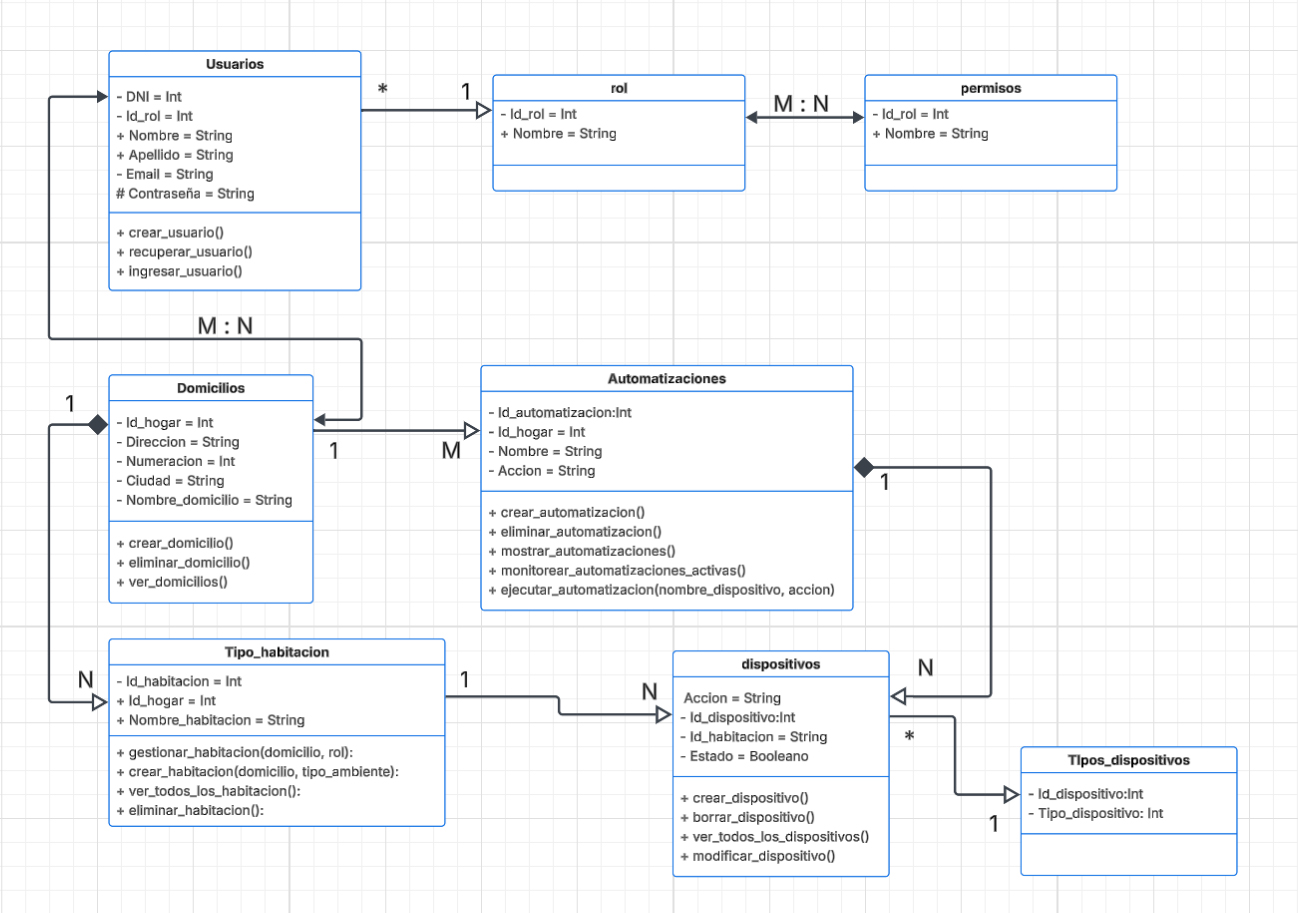 Usuarios
- DNI = Int
- Id_rol = Int
+ Nombre = String
+ Apellido = String
- Email = String
# Contraseña = String
+ crear_usuario()
+ recuperar_usuario()
+ ingresar_usuario()
*
1
rol
- Id_rol = Int
+ Nombre = String
M : N
permisos
- Id_rol = Int
+ Nombre = String
M : N
1
Domicilios
- Id_hogar = Int
- Direccion = String
- Numeracion = Int
- Ciudad = String
- Nombre_domicilio = String
+ crear_domicilio()
+ eliminar_domicilio()
+ ver_domicilios()
1
M
Automatizaciones
- Id_automatizacion:Int
- Id_hogar = Int
- Nombre = String
- Accion = String
+ crear_automatizacion()
+ eliminar_automatizacion()
+ mostrar_automatizaciones()
+ monitorear_automatizaciones_activas()
+ ejecutar_automatizacion(nombre_dispositivo, accion)
1
N
N
Tipo_habitacion
- Id_habitacion = Int
+ Id_hogar = Int
+ Nombre_habitacion = String
+ gestionar_habitacion(domicilio, rol):
+ crear_habitacion(domicilio, tipo_ambiente):
+ ver_todos_los_habitacion():
+ eliminar_habitacion():
1
N
dispositivos
Accion = String
- Id_dispositivo:Int
- Id_habitacion = String
- Estado = Booleano
+ crear_dispositivo()
+ borrar_dispositivo()
+ ver_todos_los_dispositivos()
+ modificar_dispositivo()
*
1
TIpos_dispositivos
- Id_dispositivo:Int
- Tipo_dispositivo: Int